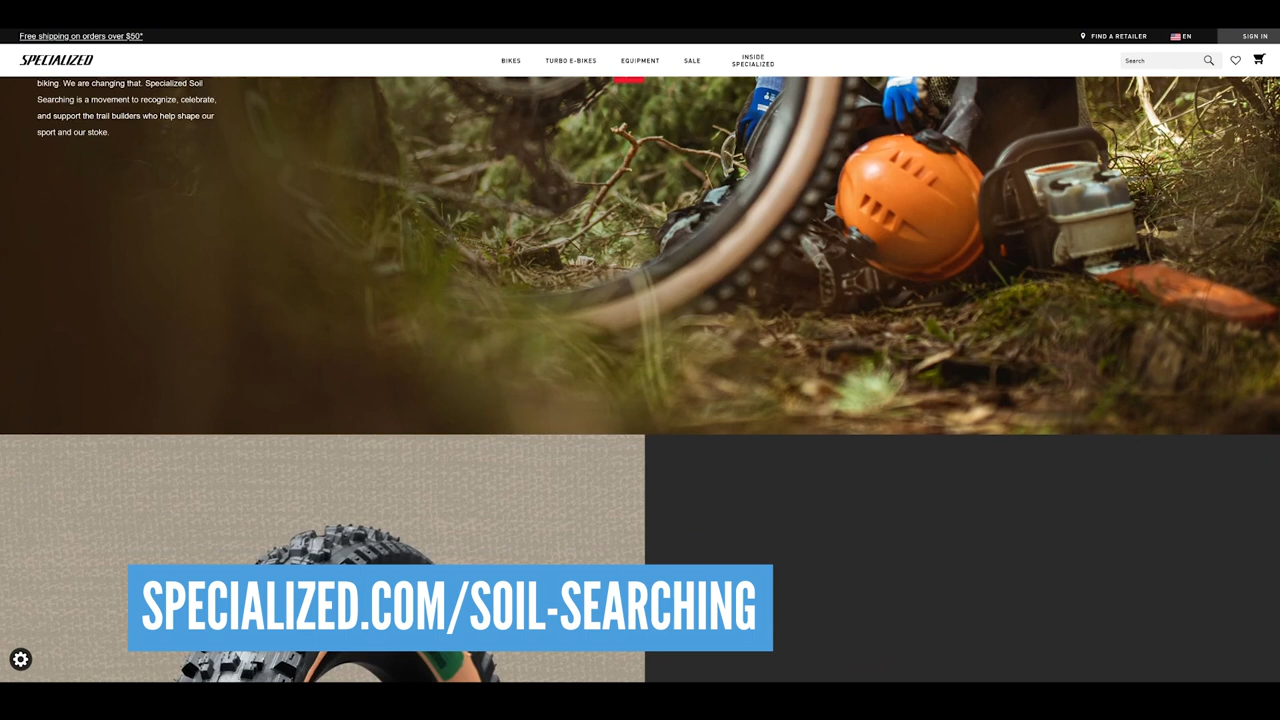 Free shipping on orders over $50*
FIND A RETAILER
EN
SIGN IN
SPECIALIZED
BIKES
TURBO E-BIKES
EQUIPMENT
SALE
INSIDE
SPECIALIZED
Search
biking. We are changing that. Specialized Soil
Searching is a movement to recognize, celebrate,
and support the trail builders who help shape our
sport and our stoke.
SPECIALIZED.COM/SOIL-SEARCHING